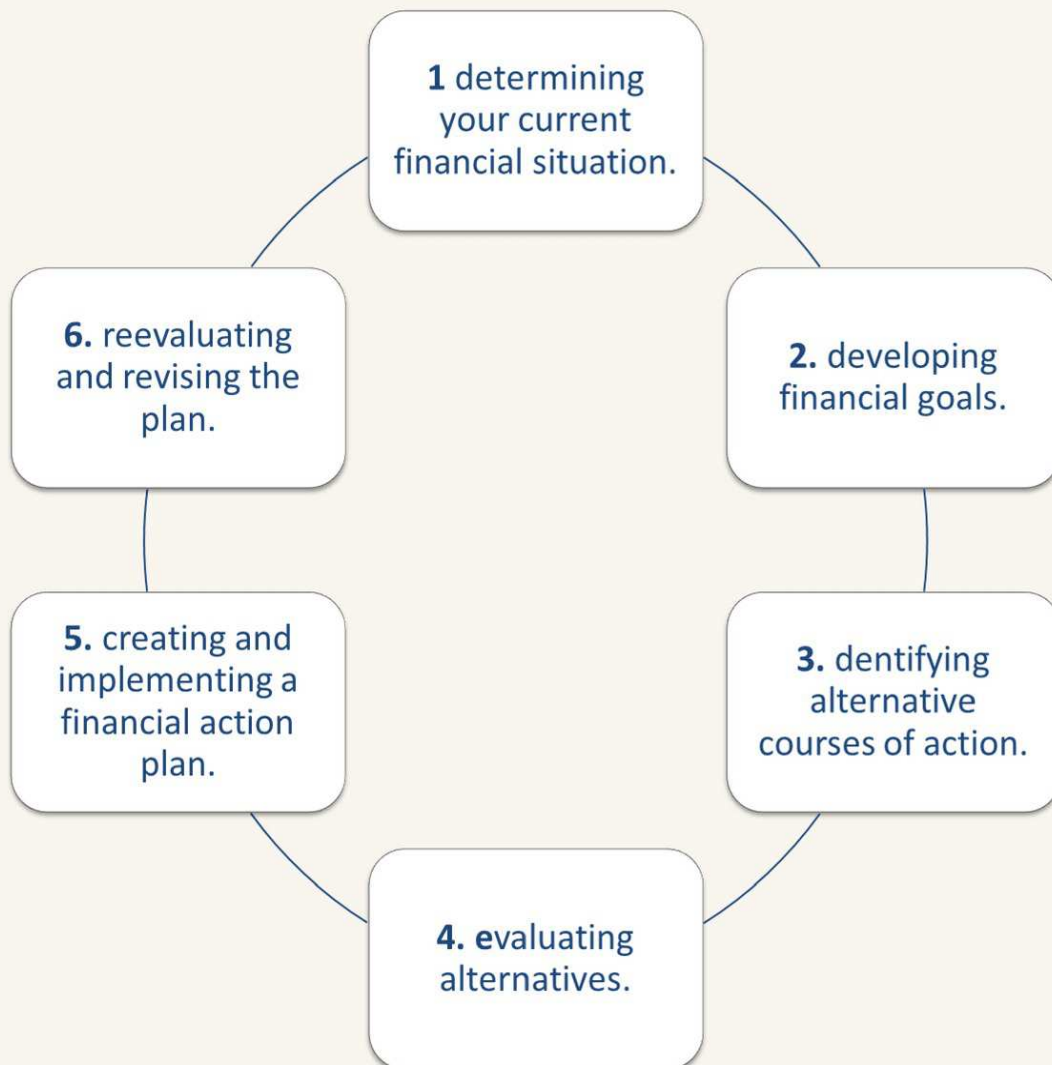 1 determining
your current
financial situation.
2. developing
financial goals.
3. dentifying
alternative
courses of action.
4. evaluating
alternatives.
5. creating and
implementing a
financial action
plan.
6. reevaluating
and revising the
plan.